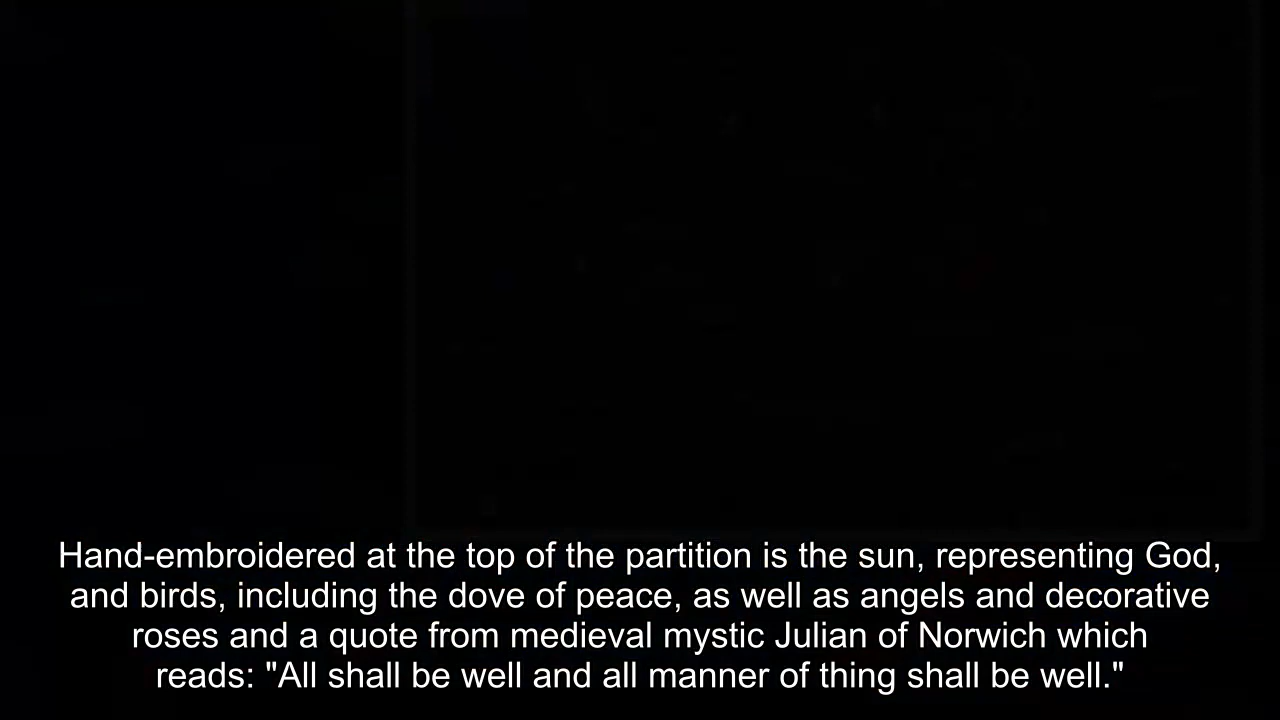 Hand-embroidered at the top of the partition is the sun, representing God,
and birds, including the dove of peace, as well as angels and decorative
roses and a quote from medieval mystic Julian of Norwich which
reads: "All shall be well and all manner of thing shall be well."